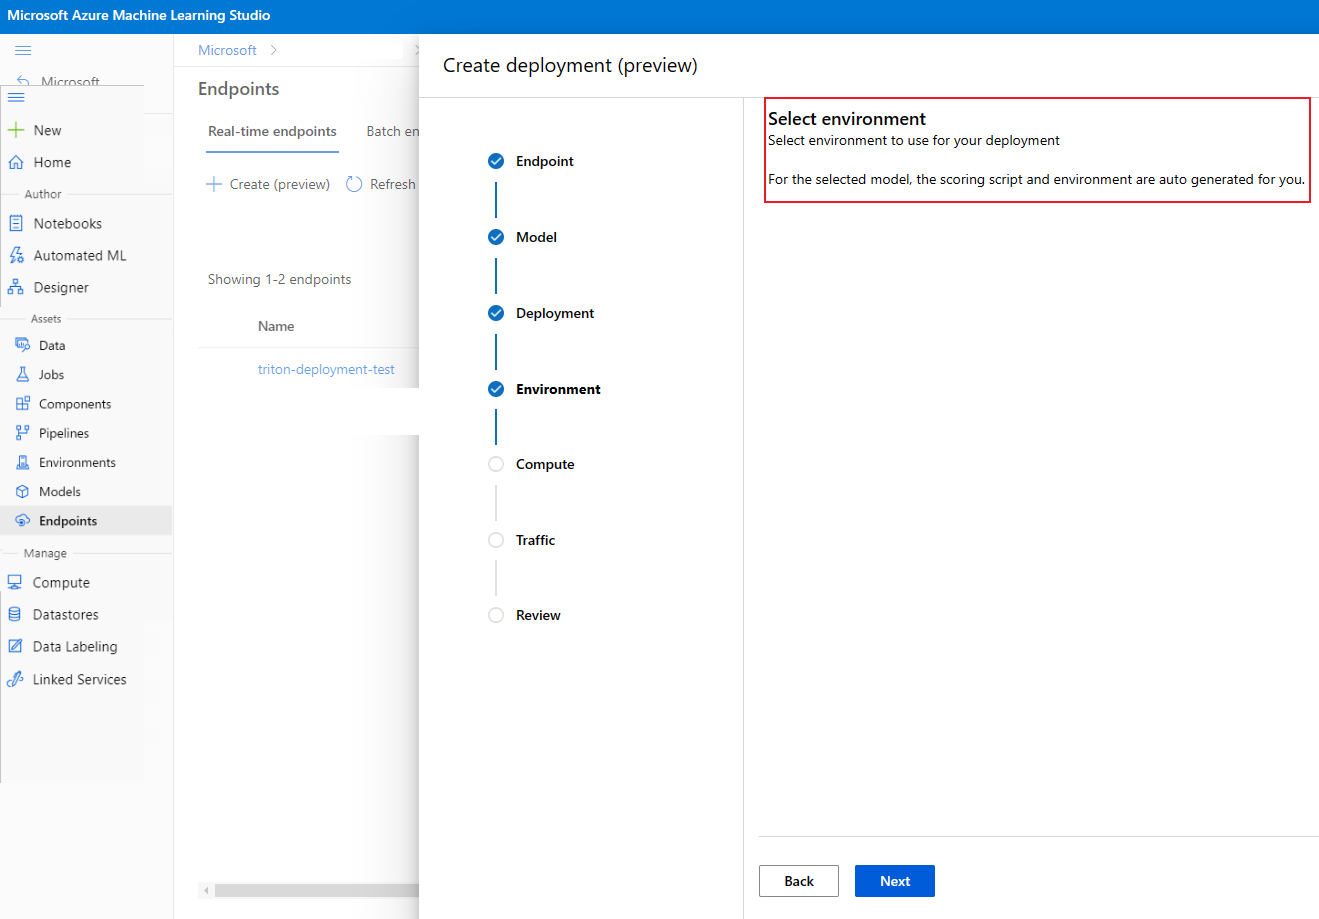 Microsoft Azure Machine Learning Studio
Microsoft
New
Home
Author
Notebooks
Automated ML
Designer
Assets
Data
Jobs
Components
Pipelines
Environments
Models
Endpoints
Manage
Compute
Datastores
Data Labeling
Linked Services
Microsoft
Endpoints
Real-time endpoints
Batch en
Create (preview)
Refresh
Showing 1-2 endpoints
Name
triton-deployment-test
Create deployment (preview)
Endpoint
Model
Deployment
Environment
Compute
Traffic
Review
Select environment
Select environment to use for your deployment
For the selected model, the scoring script and environment are auto generated for you.
Back
Next